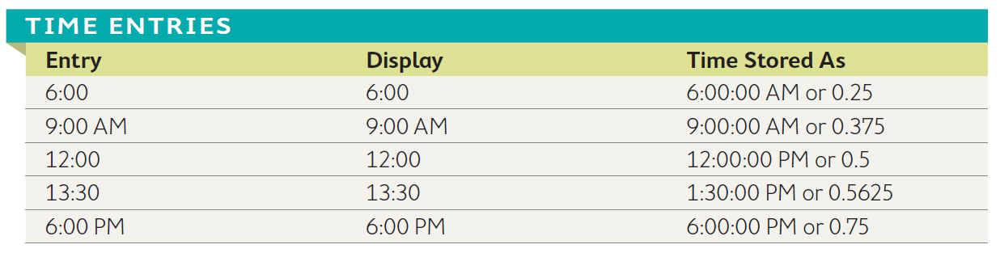 TIME ENTRIES
Entry Display Time Stored As
6:00 6:00 6:00:00 AM or 0.25
9:00 AM 9:00 AM 9:00:00 AM or 0.375
12:00 12:00 12:00:00 PM or 0.5
13:30 13:30 1:30:00 PM or 0.5625
6:00 PM 6:00 PM 6:00:00 PM or 0.75